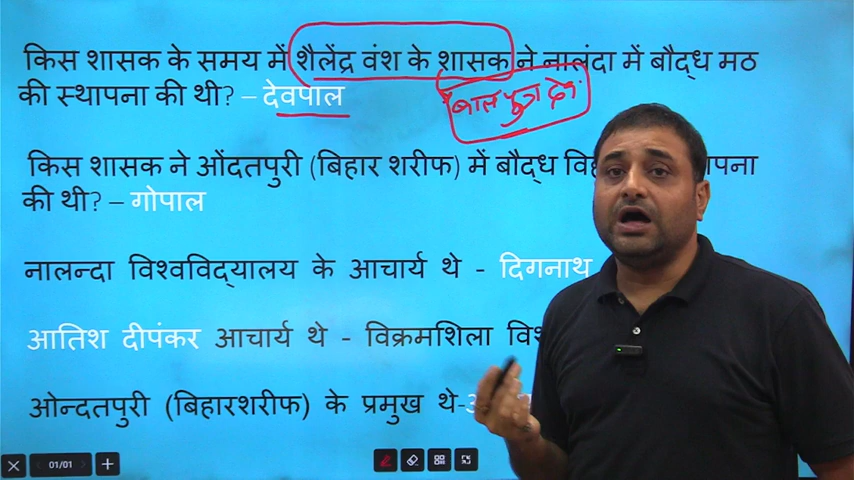 किस शासक के समय में शैलेंद्र वंश के शासक ने नालंदा में बौद्ध मठ
की स्थापना की थी? – देवपाल
बालपुत्र देव
किस शासक ने ओंदतपुरी (बिहार शरीफ) में बौद्ध
की थी? – गोपाल
नालन्दा विश्वविद्यालय के आचार्य थे - दिगनाथ
आतिश दीपंकर आचार्य थे - विक्रमशिला
ओन्दतपुरी (बिहारशरीफ) के प्रमुख थे-
01/01